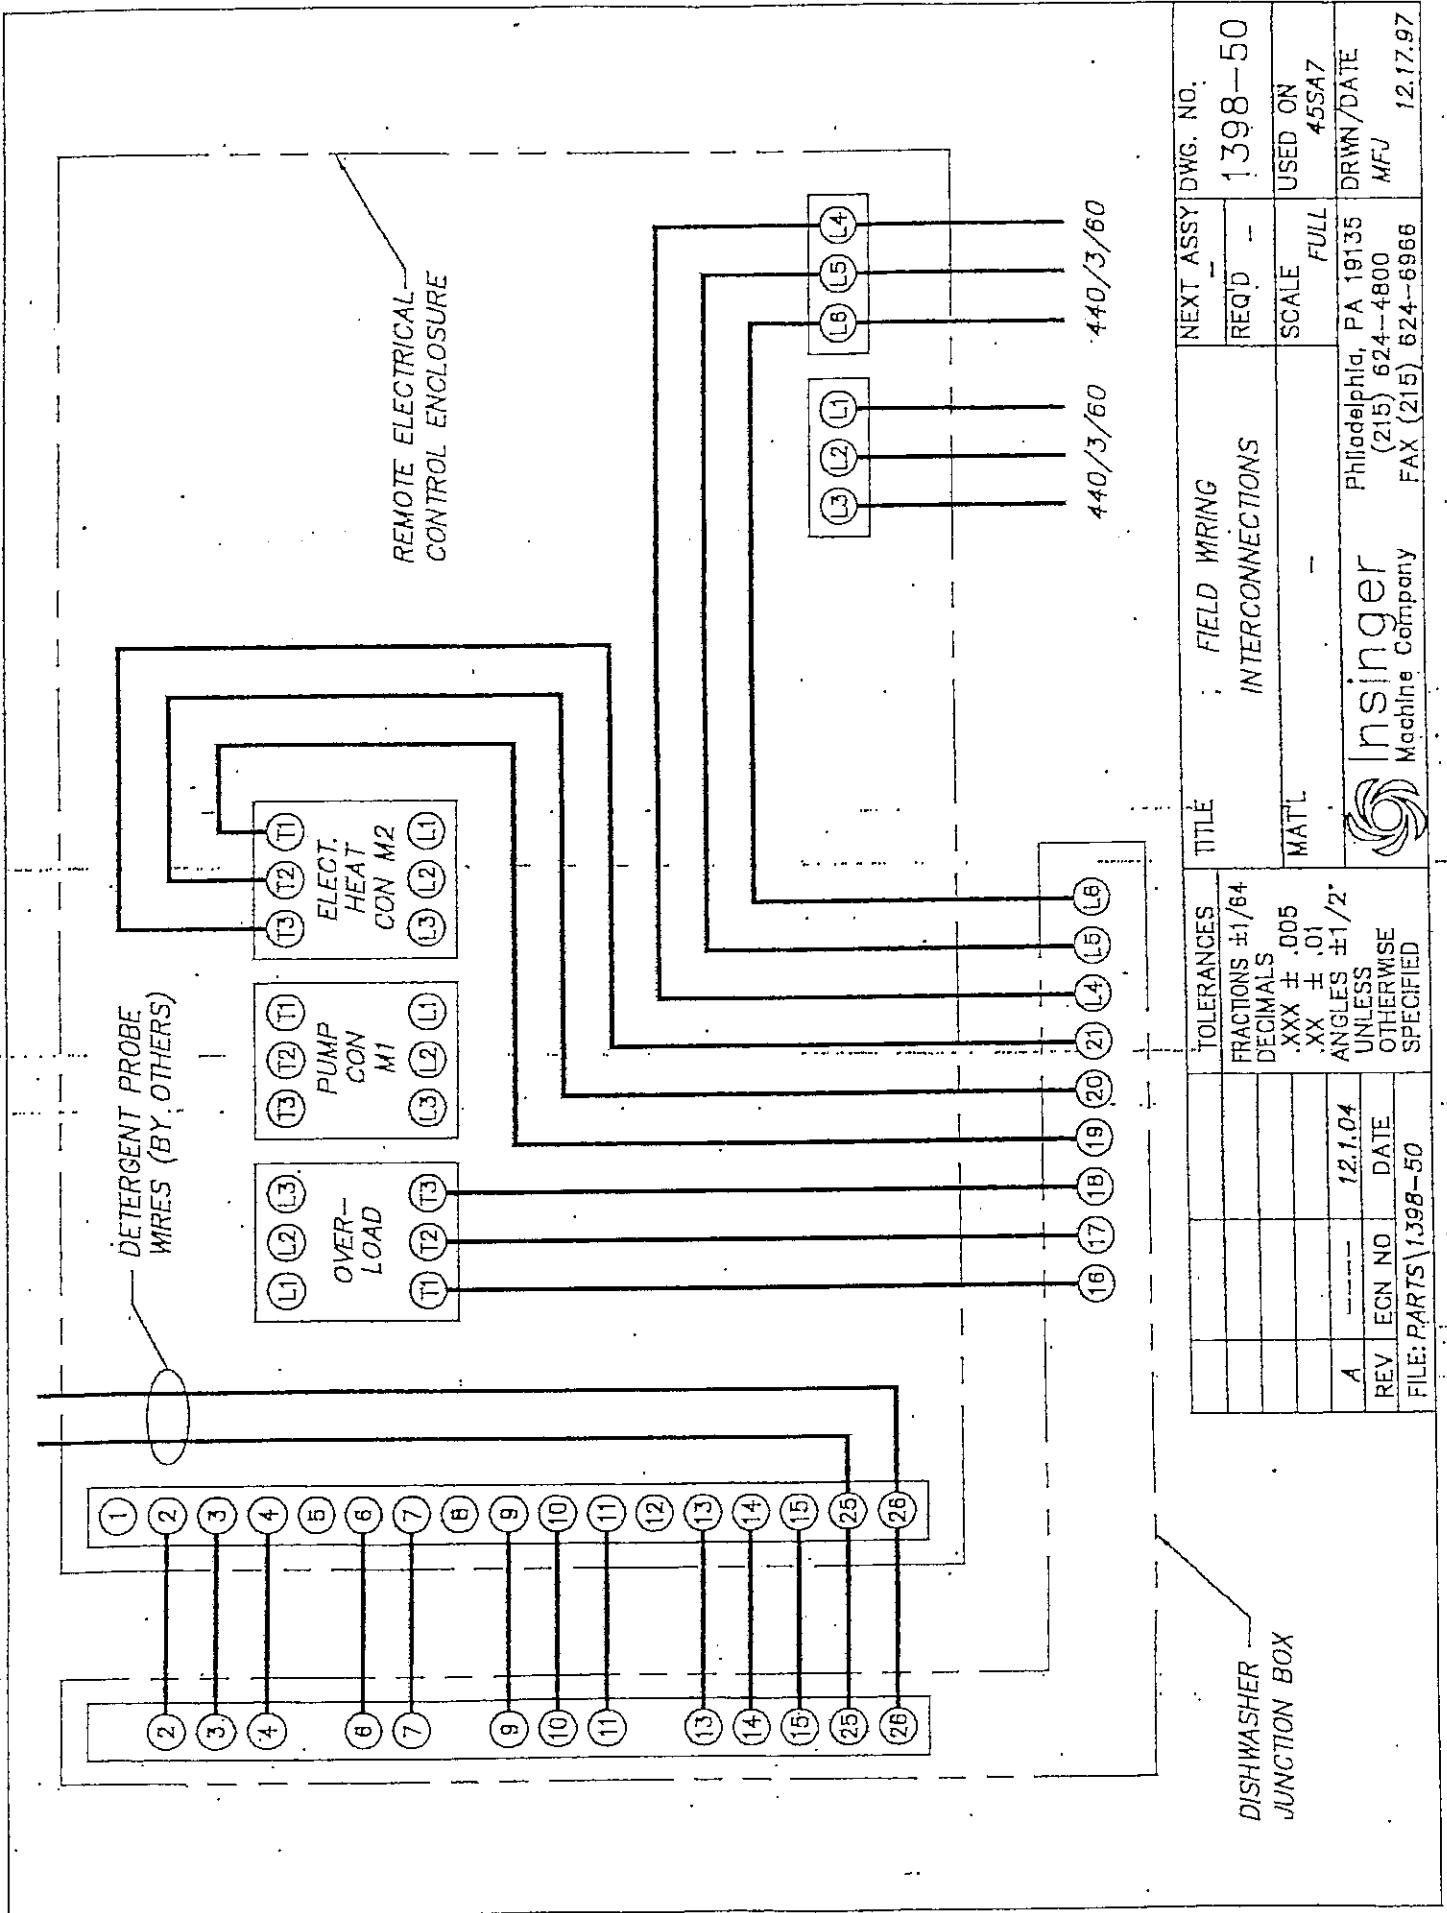 DETERGENT PROBE
WIRES (BY OTHERS)
REMOTE ELECTRICAL
CONTROL ENCLOSURE
1
2
3
4
5
6
7
8
9
10
11
12
13
14
15
25
26
2
3
4
6
7
9
10
11
13
14
15
25
26
L1 L2 L3
OVER-
LOAD
T1 T2 T3
T3 T2 T1
PUMP
CON
M1
L3 L2 L1
T3 T2 T1
ELECT.
HEAT
CON M2
L3 L2 L1
L3 L2 L1
L6 L5 L4
440/3/60
440/3/60
16 17 18 19 20 21 L4 L5 L6
DISHWASHER
JUNCTION BOX
A ---- 12.1.04
REV ECN NO DATE
FILE: PARTS\1398-50
TOLERANCES
FRACTIONS ±1/64
DECIMALS
.XXX ± .005
.XX ± .01
ANGLES ±1/2°
UNLESS
OTHERWISE
SPECIFIED
TITLE
FIELD WIRING
INTERCONNECTIONS
MAT'L
-
Insinger
Machine Company
Philadelphia, PA 19135
(215) 624-4800
FAX (215) 624-6966
NEXT ASSY
-
REQ'D -
SCALE
FULL
DWG. NO.
1398-50
USED ON
45SA7
DRWN/DATE
MFJ 12.17.97